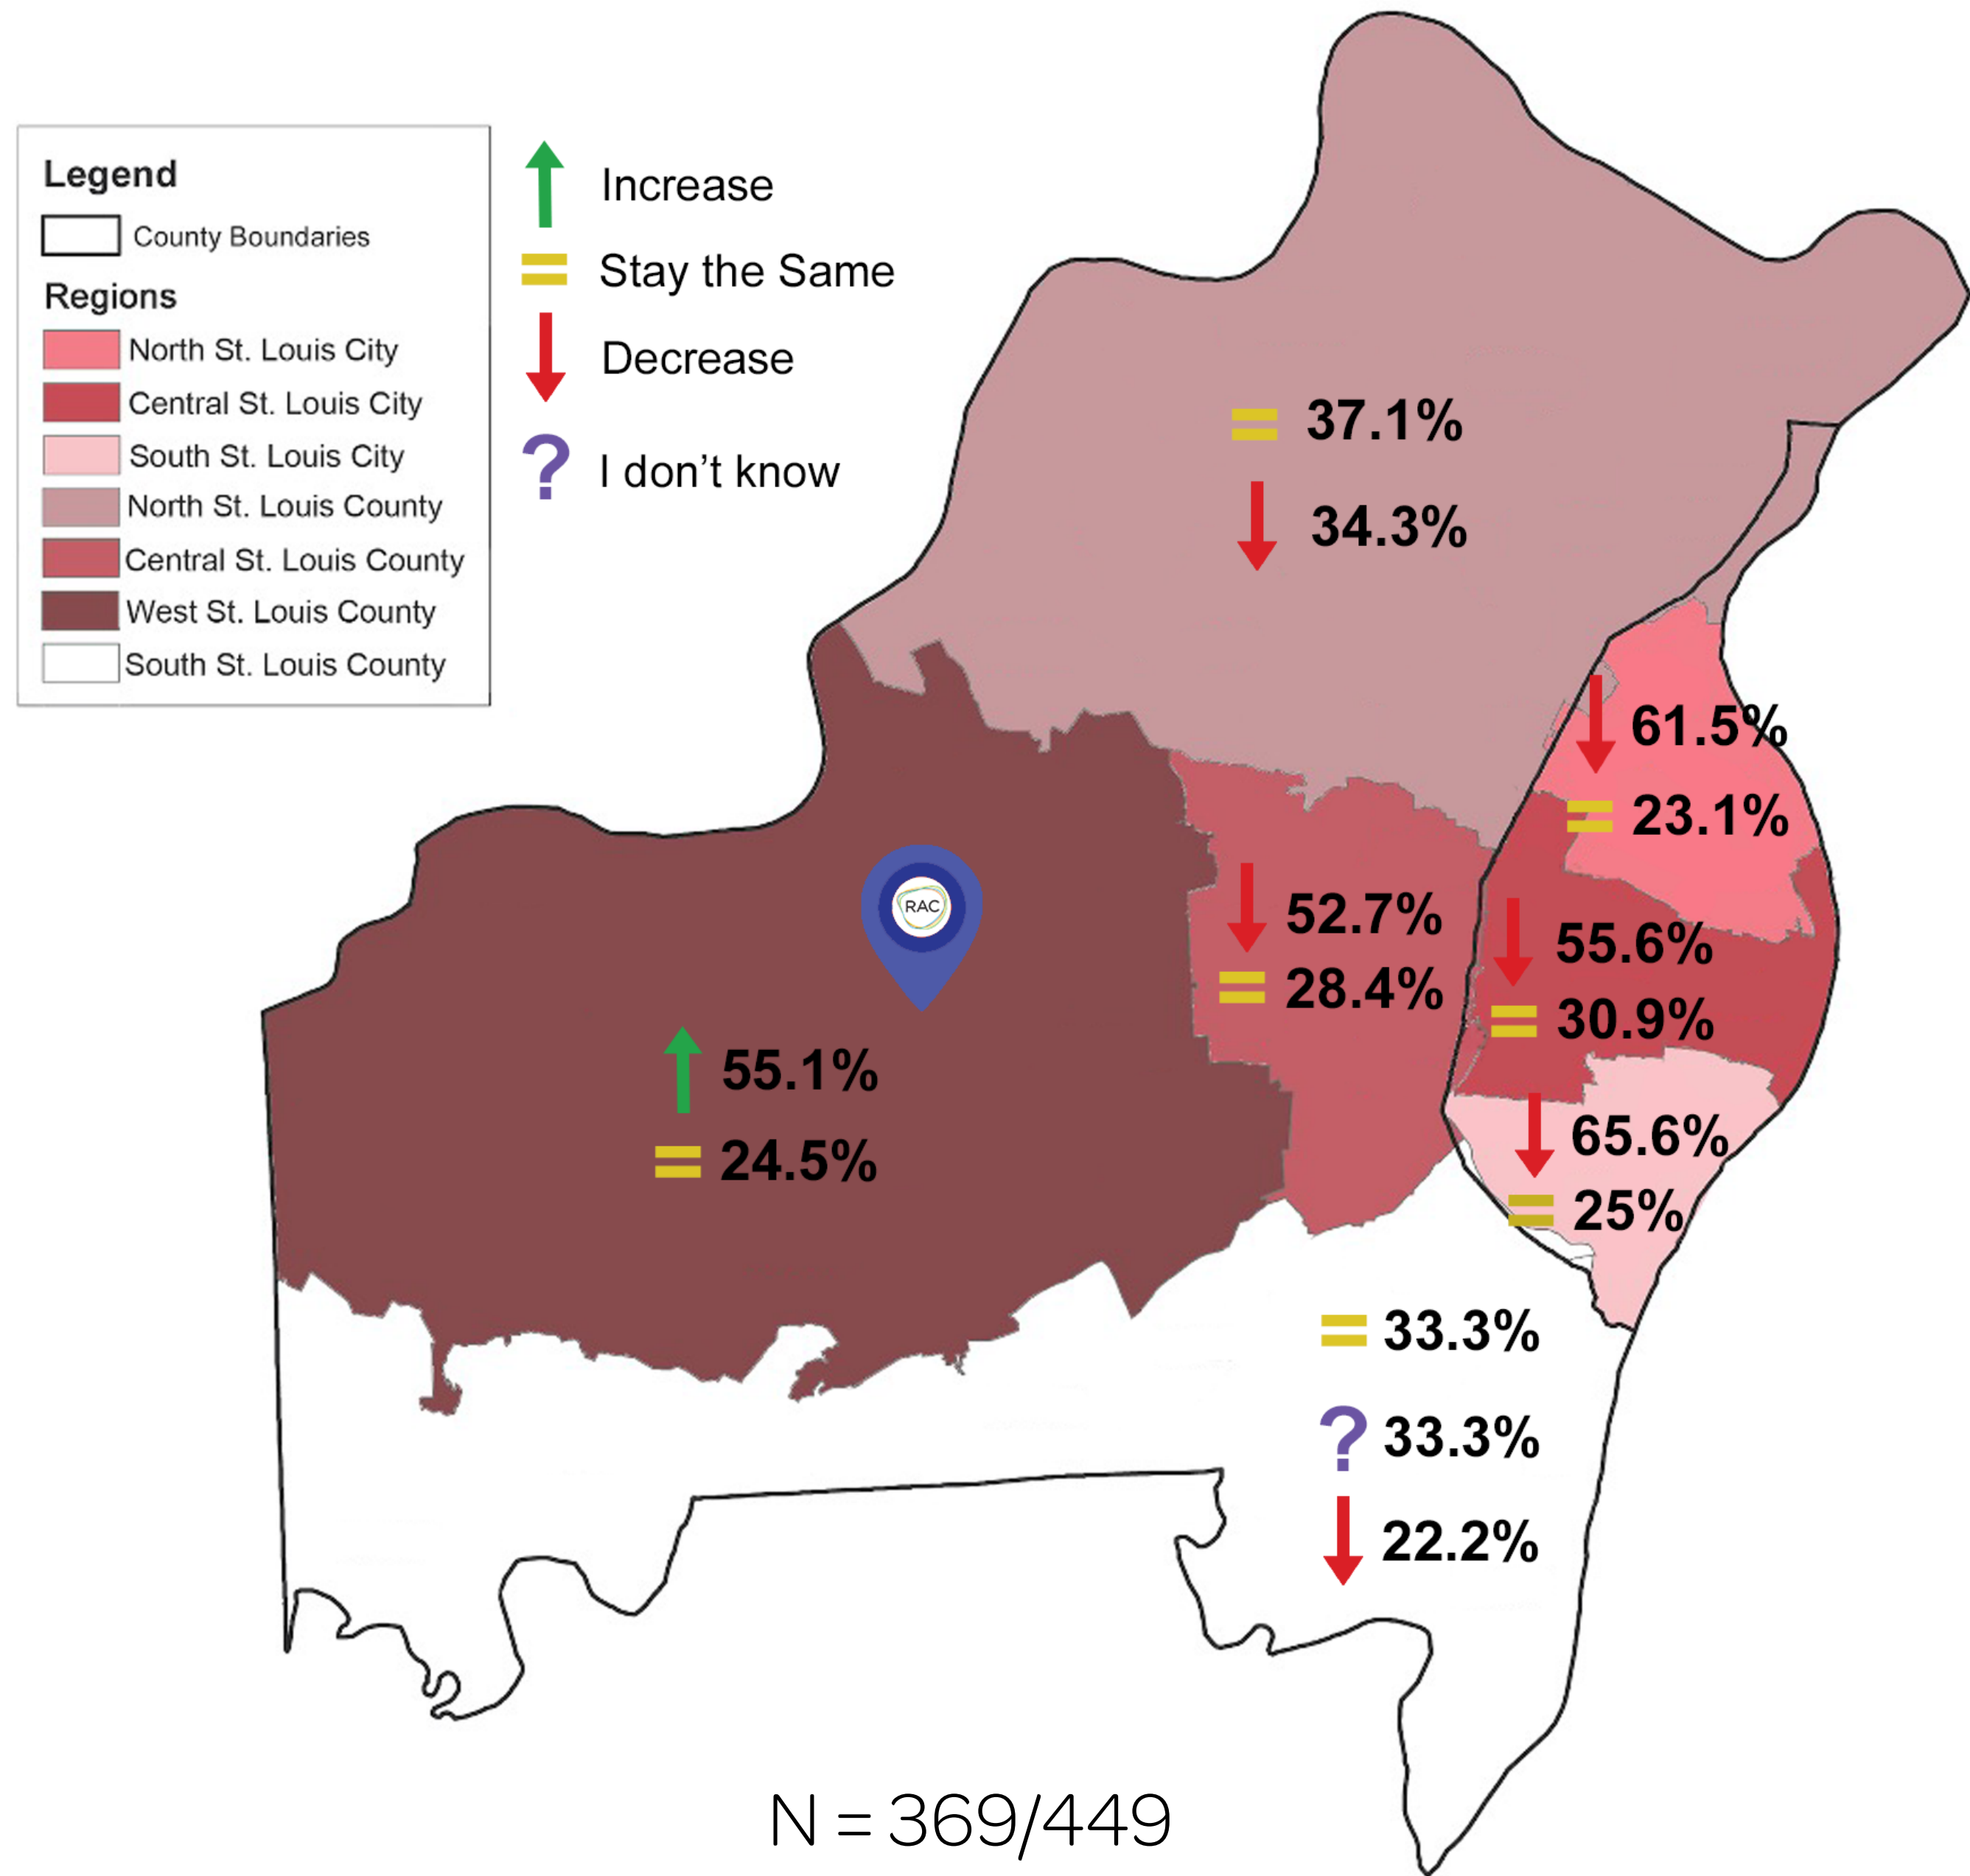 Legend
County Boundaries
Regions
North St. Louis City
Central St. Louis City
South St. Louis City
North St. Louis County
Central St. Louis County
West St. Louis County
South St. Louis County
Increase
= Stay the Same
Decrease
? I don’t know
= 37.1%
34.3%
61.5%
= 23.1%
RAC
52.7%
= 28.4%
55.6%
= 30.9%
55.1%
= 24.5%
65.6%
= 25%
= 33.3%
? 33.3%
22.2%
N = 369/449